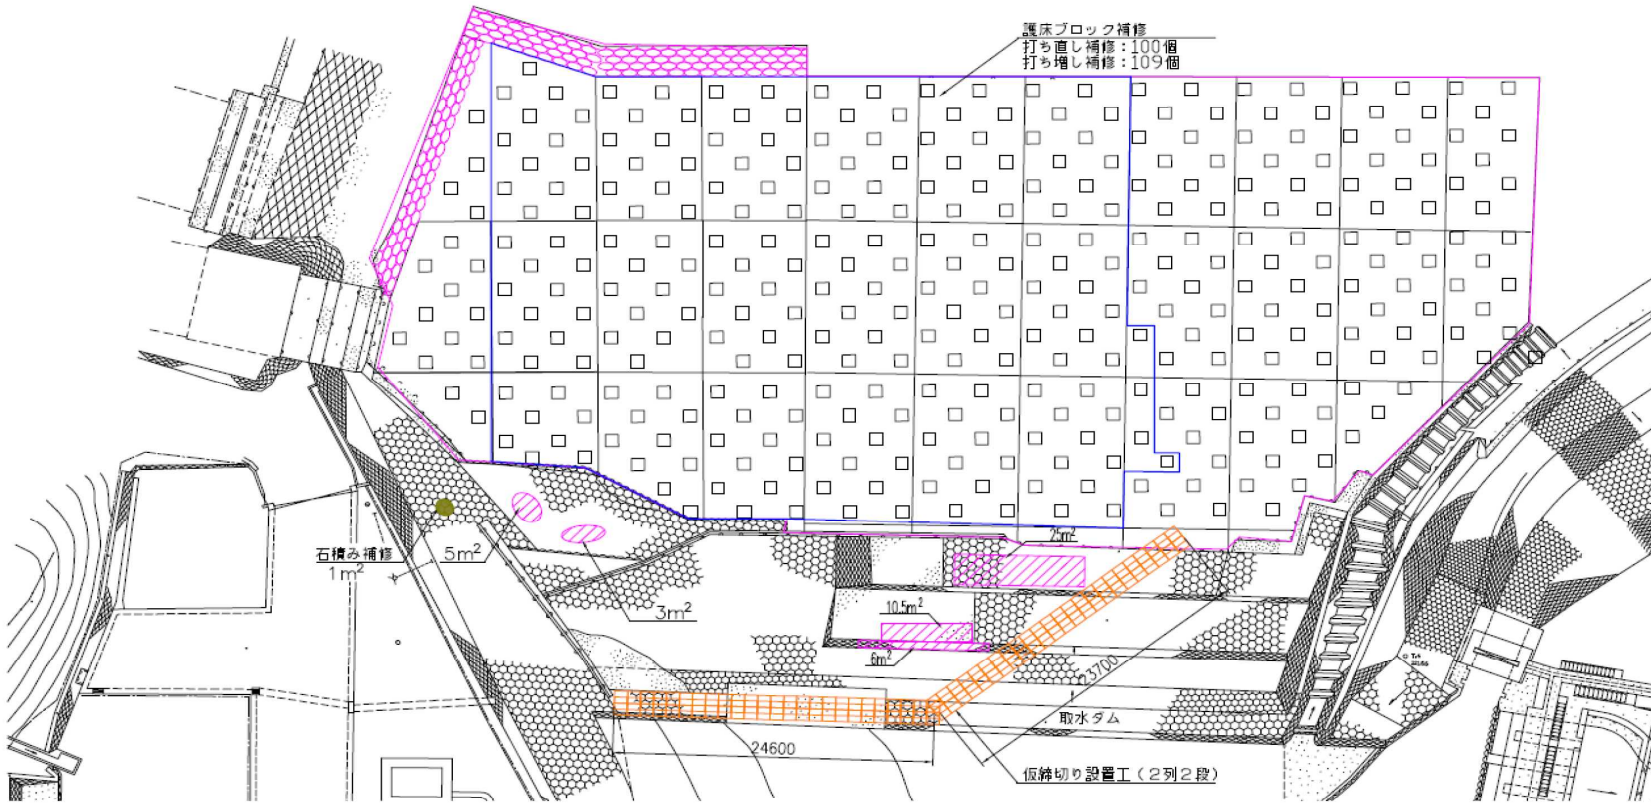 護床ブロック補修
打ち直し補修：100個
打ち増し補修：109個
石積み補修
1m²
5m²
3m²
25m²
10.5m²
6m²
23700
取水ダム
24600
仮締切り設置工（2列2段）